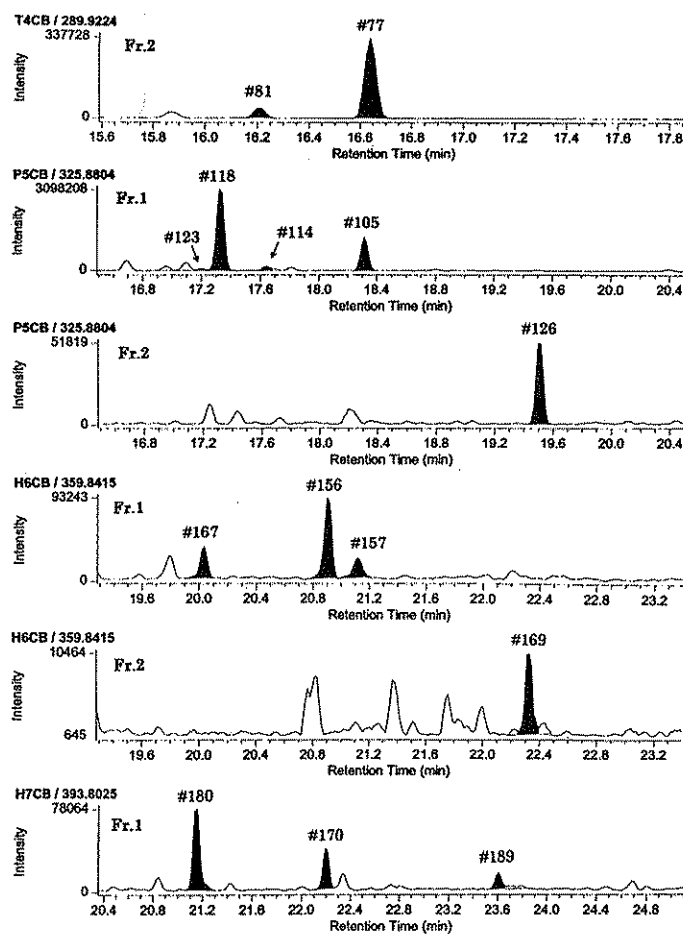 T4CB / 289.9224
337728
Fr.2
#77
#81
Intensity
0
15.6 15.8 16.0 16.2 16.4 16.6 16.8 17.0 17.2 17.4 17.6 17.8
Retention Time (min)
P5CB / 325.8804
3098208
Fr.1
#118
#123
#114
#105
Intensity
0
16.8 17.2 17.6 18.0 18.4 18.8 19.2 19.6 20.0 20.4
Retention Time (min)
P5CB / 325.8804
51819
Fr.2
#126
Intensity
0
16.8 17.2 17.6 18.0 18.4 18.8 19.2 19.6 20.0 20.4
Retention Time (min)
H6CB / 359.8415
93243
Fr.1
#156
#167
#157
Intensity
0
19.6 20.0 20.4 20.8 21.2 21.6 22.0 22.4 22.8 23.2
Retention Time (min)
H6CB / 359.8415
10464
Fr.2
#169
Intensity
645
19.6 20.0 20.4 20.8 21.2 21.6 22.0 22.4 22.8 23.2
Retention Time (min)
H7CB / 393.8025
78064
Fr.1
#180
#170
#189
Intensity
0
20.4 20.8 21.2 21.6 22.0 22.4 22.8 23.2 23.6 24.0 24.4 24.8
Retention Time (min)